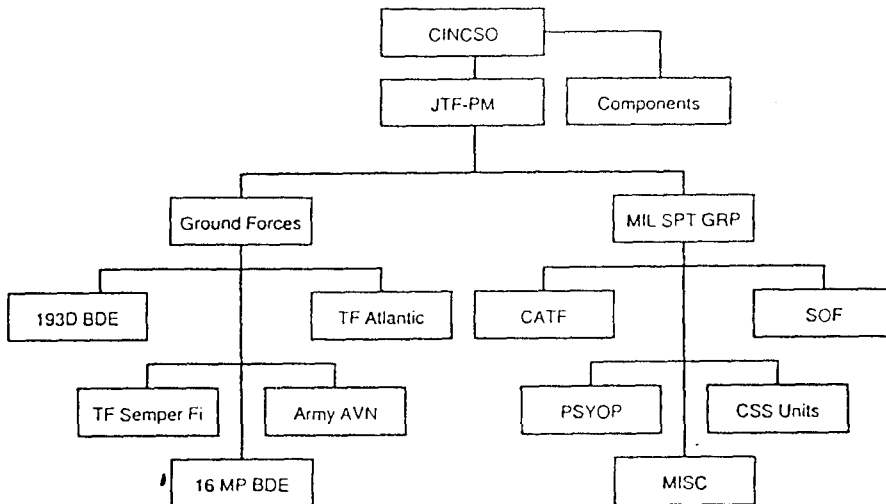 CINCSO
JTF-PM
Components
Ground Forces
MIL SPT GRP
193D BDE
TF Atlantic
CATF
SOF
TF Semper Fi
Army AVN
PSYOP
CSS Units
16 MP BDE
MISC